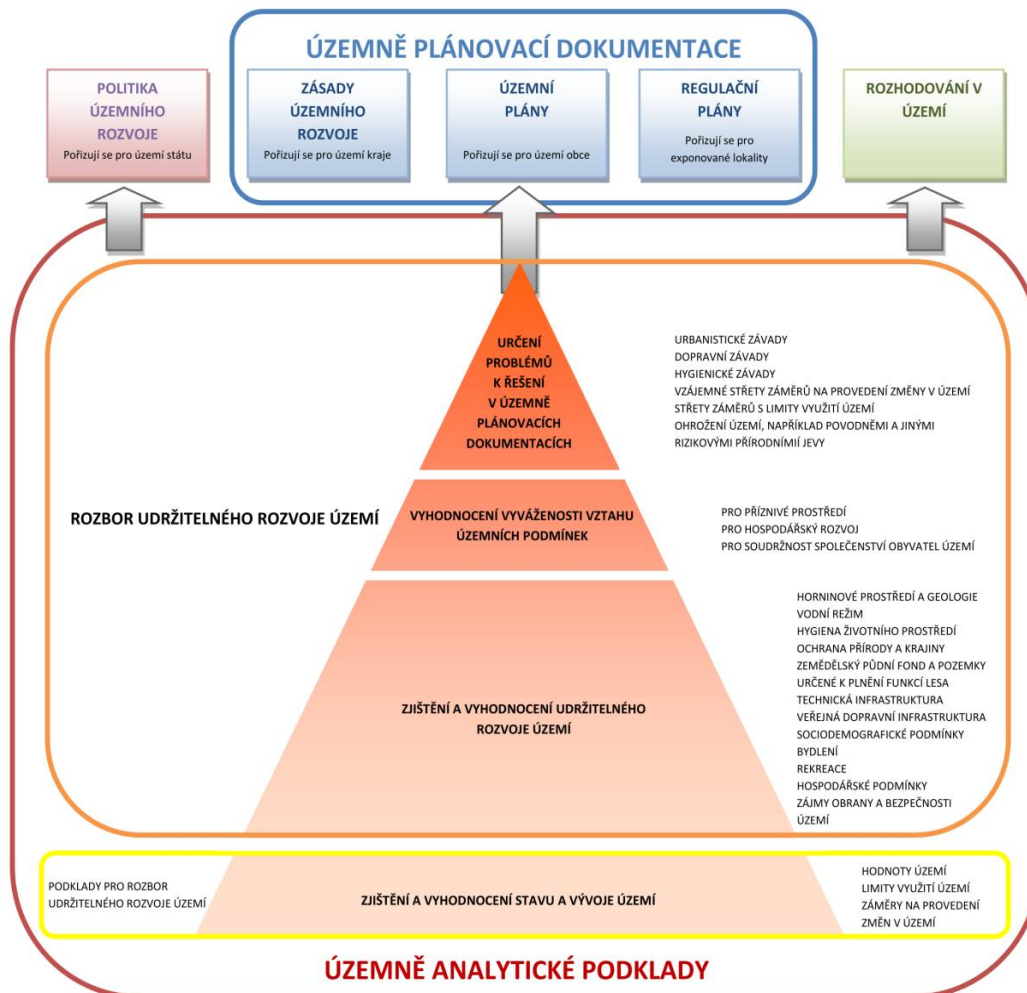 ÚZEMNĚ PLÁNOVACÍ DOKUMENTACE
POLITIKA
ÚZEMNÍHO
ROZVOJE
Pořizují se pro území státu
ZÁSADY
ÚZEMNÍHO
ROZVOJE
Pořizují se pro území kraje
ÚZEMNÍ
PLÁNY
Pořizují se pro území obce
REGULAČNÍ
PLÁNY
Pořizují se pro
exponované lokality
ROZHODOVÁNÍ V
ÚZEMÍ
URČENÍ
PROBLÉMŮ
K ŘEŠENÍ
V ÚZEMNĚ
PLÁNOVACÍCH
DOKUMENTACÍCH
URBANISTICKÉ ZÁVADY
DOPRAVNÍ ZÁVADY
HYGIENICKÉ ZÁVADY
VZÁJEMNÉ STŘETY ZÁMĚRŮ NA PROVEDENÍ ZMĚNY V ÚZEMÍ
STŘETY ZÁMĚRŮ S LIMITY VYUŽITÍ ÚZEMÍ
OHROŽENÍ ÚZEMÍ, NAPŘÍKLAD POVODNĚMI A JINÝMI
RIZIKOVÝMI PŘÍRODNÍMIÍ JEVY
ROZBOR UDRŽITELNÉHO ROZVOJE ÚZEMÍ
VYHODNOCENÍ VYVÁŽENOSTI VZTAHU
ÚZEMNÍCH PODMÍNEK
PRO PŘÍZNIVÉ PROSTŘEDÍ
PRO HOSPODÁŘSKÝ ROZVOJ
PRO SOUDRŽNOST SPOLEČENSTVÍ OBYVATEL ÚZEMÍ
ZJIŠTĚNÍ A VYHODNOCENÍ UDRŽITELNÉHO
ROZVOJE ÚZEMÍ
HORNINOVÉ PROSTŘEDÍ A GEOLOGIE
VODNÍ REŽIM
HYGIENA ŽIVOTNÍHO PROSTŘEDÍ
OCHRANA PŘÍRODY A KRAJINY
ZEMĚDĚLSKÝ PŮDNÍ FOND A POZEMKY
URČENÉ K PLNĚNÍ FUNKCÍ LESA
TECHNICKÁ INFRASTRUKTURA
VEŘEJNÁ DOPRAVNÍ INFRASTRUKTURA
SOCIODEMOGRAFICKÉ PODMÍNKY
BYDLENÍ
REKREACE
HOSPODÁŘSKÉ PODMÍNKY
ZÁJMY OBRANY A BEZPEČNOSTI
ÚZEMÍ
PODKLADY PRO ROZBOR
UDRŽITELNÉHO ROZVOJE ÚZEMÍ
ZJIŠTĚNÍ A VYHODNOCENÍ STAVU A VÝVOJE ÚZEMÍ
HODNOTY ÚZEMÍ
LIMITY VYUŽITÍ ÚZEMÍ
ZÁMĚRY NA PROVEDENÍ
ZMĚN V ÚZEMÍ
ÚZEMNĚ ANALYTICKÉ PODKLADY